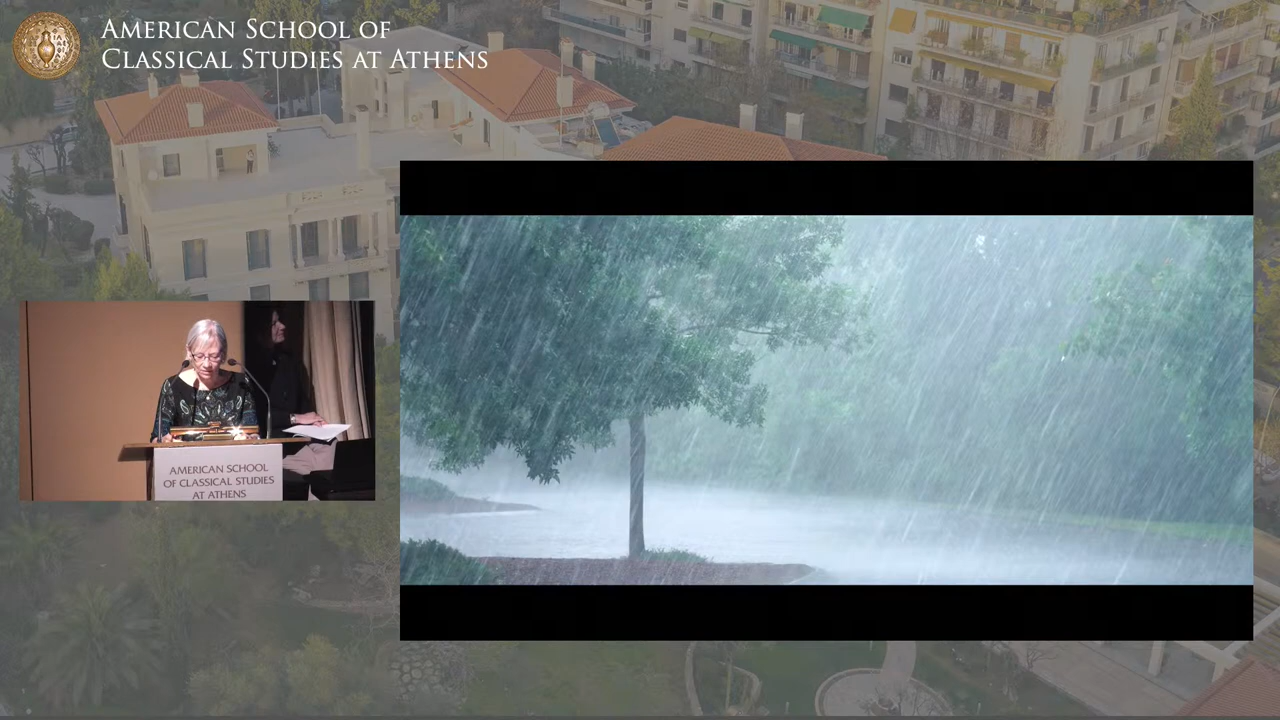 AMERICAN SCHOOL OF
CLASSICAL STUDIES AT ATHENS
AMERICAN SCHOOL
OF CLASSICAL STUDIES
AT ATHENS